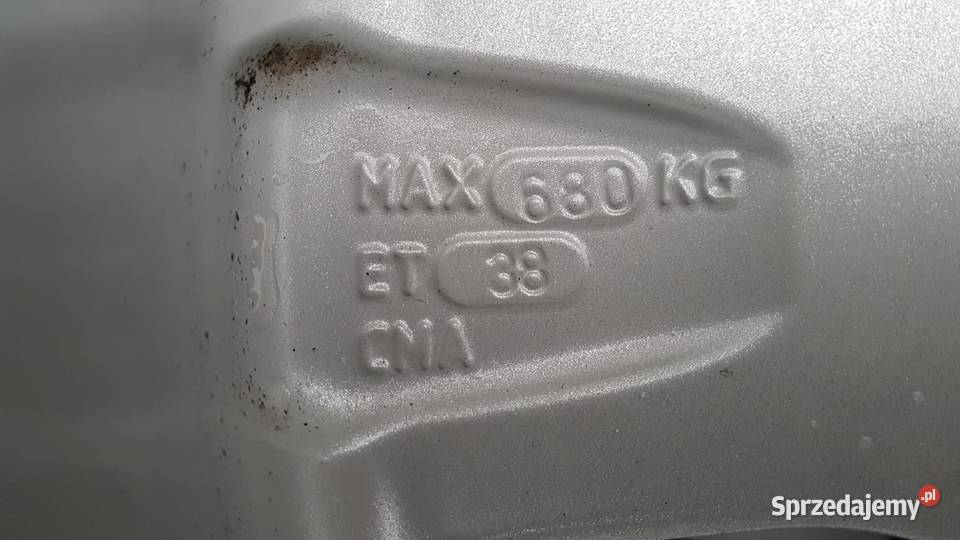 MAX 680 KG
ET 38
CMA
Sprzedajemy.pl